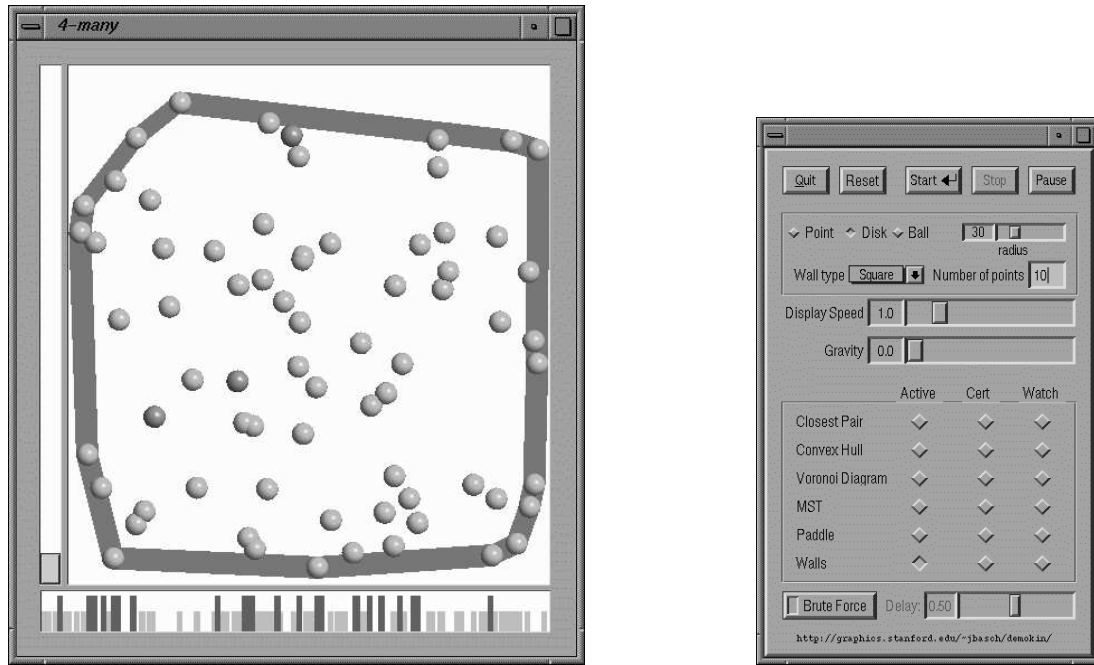 4-many
Quit Reset Start Stop Pause
Point Disk Ball 30
radius
Wall type Square Number of points 10
Display Speed 1.0
Gravity 0.0
Active Cert Watch
Closest Pair
Convex Hull
Voronoi Diagram
MST
Paddle
Walls
Brute Force Delay: 0.50
http://graphics.stanford.edu/~jbasch/demokin/